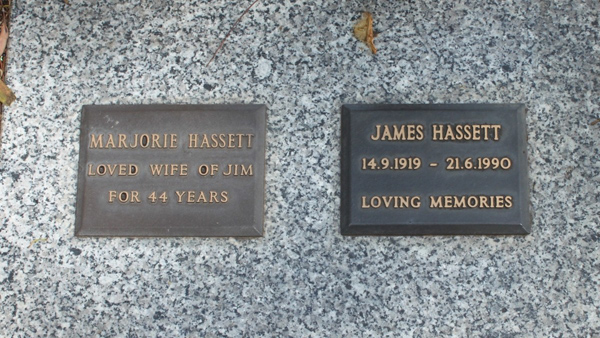 MARJORIE HASSETT
LOVED WIFE OF JIM
FOR 44 YEARS
JAMES HASSETT
14.9.1919 - 21.6.1990
LOVING MEMORIES